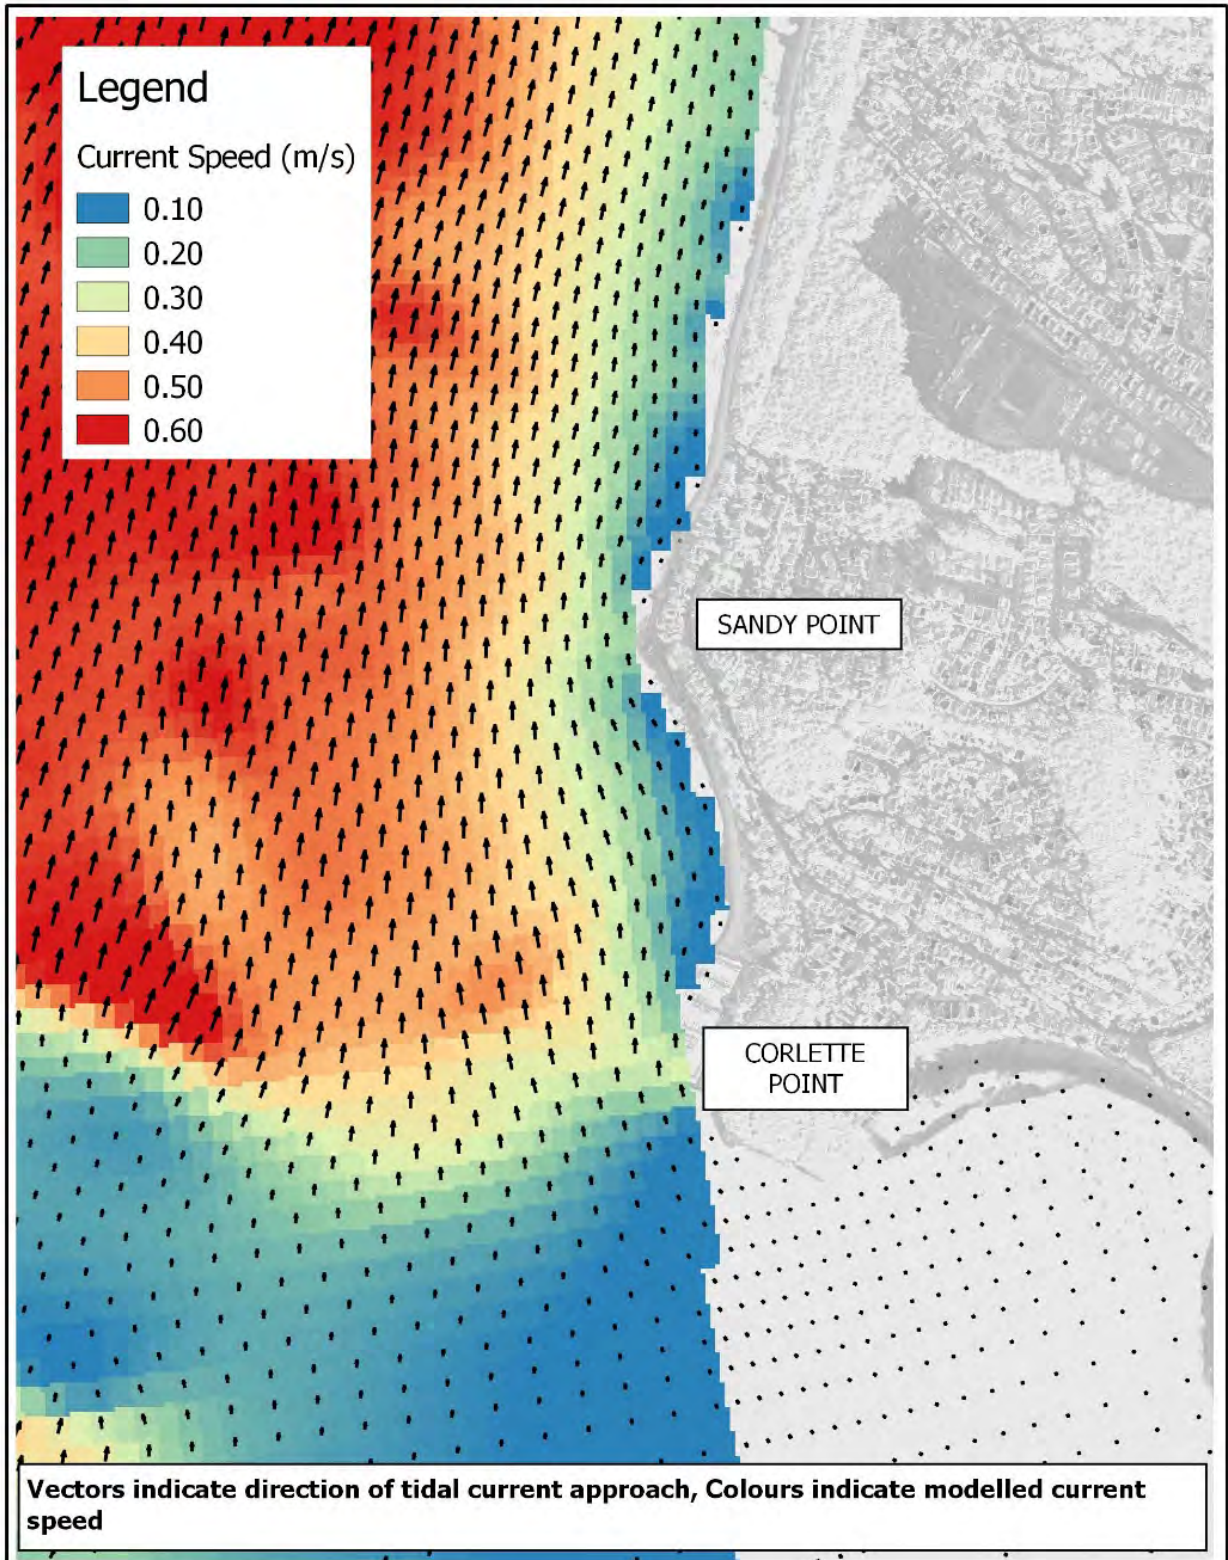 Legend
Current Speed (m/s)
0.10
0.20
0.30
0.40
0.50
0.60
SANDY POINT
CORLETTE
POINT
Vectors indicate direction of tidal current approach, Colours indicate modelled current
speed